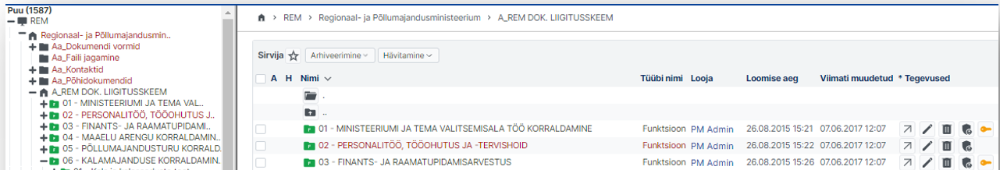 Puu (1587)
REM
Regionaal- ja Põllumajandusmin..
Aa_Dokumendi vormid
Aa_Faili jagamine
Aa_Kontaktid
Aa_Põhidokumendid
A_REM DOK. LIIGITUSSKEEM
01 - MINISTEERIUMI JA TEMA VAL..
02 - PERSONALITÖÖ, TÖÖOHUTUS J..
03 - FINANTS- JA RAAMATUPIDAMI..
04 - MAAELU ARENGU KORRALDAMIN..
05 - PÕLLUMAJANDUSTURU KORRALD..
06 - KALAMAJANDUSE KORRALDAMIN..
REM > Regionaal- ja Põllumajandusministeerium > A_REM DOK. LIIGITUSSKEEM
Sirvija Arhiveerimine Hävitamine
A H Nimi Tüübi nimi Looja Loomise aeg Viimati muudetud * Tegevused
.
..
01 - MINISTEERIUMI JA TEMA VALITSEMISALA TÖÖ KORRALDAMINE Funktsioon PM Admin 26.08.2015 15:21 07.06.2017 12:07
02 - PERSONALITÖÖ, TÖÖOHUTUS JA -TERVISHOID Funktsioon PM Admin 26.08.2015 15:22 07.06.2017 12:07
03 - FINANTS- JA RAAMATUPIDAMISARVESTUS Funktsioon PM Admin 26.08.2015 15:26 07.06.2017 12:07